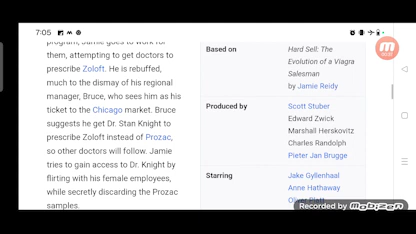 7:05
program, Jamie goes to work for
them, attempting to get doctors to
prescribe Zoloft. He is rebuffed,
much to the dismay of his regional
manager, Bruce, who sees him as his
ticket to the Chicago market. Bruce
suggests he get Dr. Stan Knight to
prescribe Zoloft instead of Prozac,
so other doctors will follow. Jamie
tries to gain access to Dr. Knight by
flirting with his female employees,
while secretly discarding the Prozac
samples.
Based on
Hard Sell: The
Evolution of a Viagra
Salesman
by Jamie Reidy
Produced by
Scott Stuber
Edward Zwick
Marshall Herskovitz
Charles Randolph
Pieter Jan Brugge
Starring
Jake Gyllenhaal
Anne Hathaway
Oliver Platt
Recorded by Mobizen